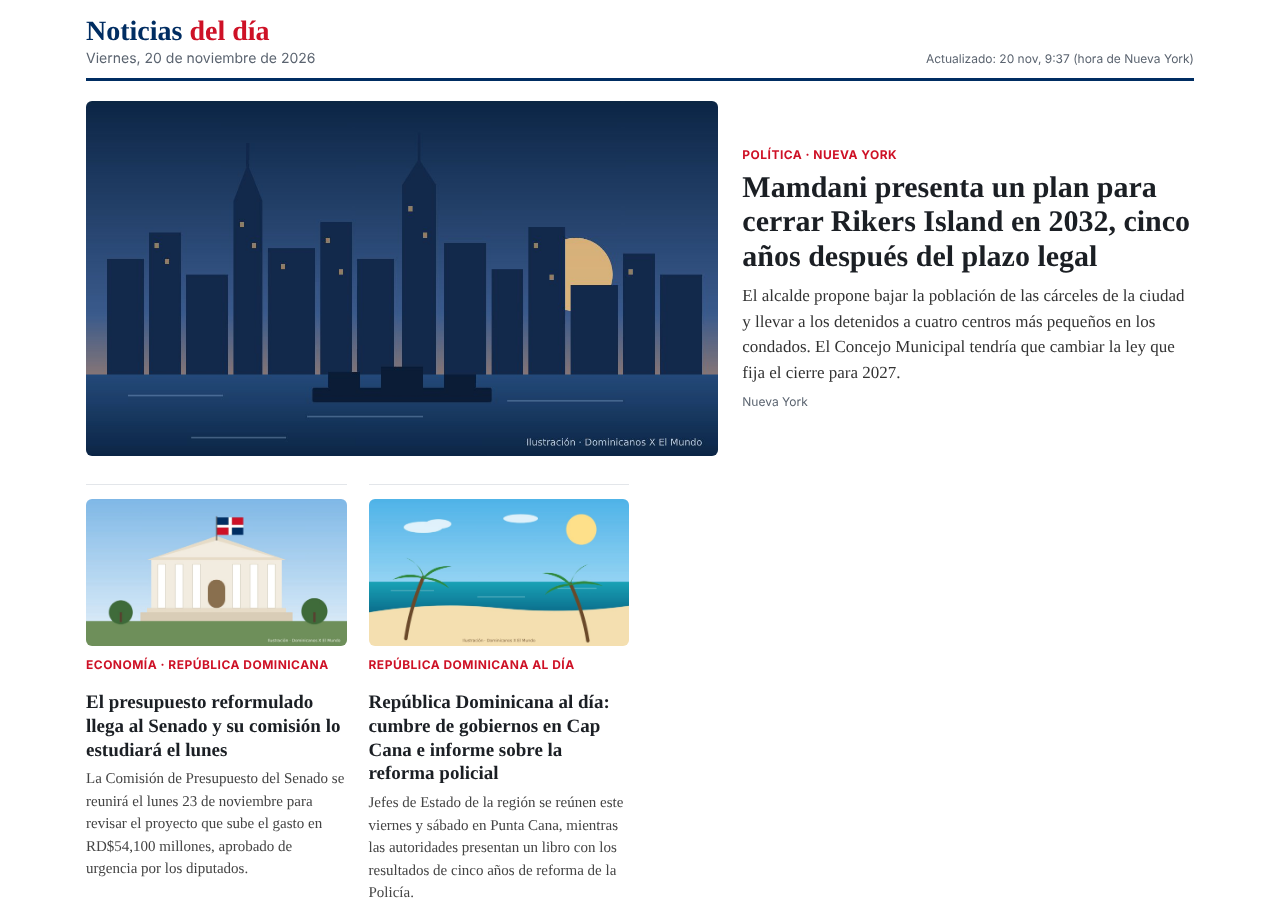 Noticias del día
Viernes, 20 de noviembre de 2026
Actualizado: 20 nov, 9:37 (hora de Nueva York)
Ilustración · Dominicanos X El Mundo
POLÍTICA · NUEVA YORK
Mamdani presenta un plan para
cerrar Rikers Island en 2032, cinco
años después del plazo legal
El alcalde propone bajar la población de las cárceles de la ciudad
y llevar a los detenidos a cuatro centros más pequeños en los
condados. El Concejo Municipal tendría que cambiar la ley que
fija el cierre para 2027.
Nueva York
Ilustración · Dominicanos X El Mundo
ECONOMÍA · REPÚBLICA DOMINICANA
El presupuesto reformulado
llega al Senado y su comisión lo
estudiará el lunes
La Comisión de Presupuesto del Senado se
reunirá el lunes 23 de noviembre para
revisar el proyecto que sube el gasto en
RD$54,100 millones, aprobado de
urgencia por los diputados.
Ilustración · Dominicanos X El Mundo
REPÚBLICA DOMINICANA AL DÍA
República Dominicana al día:
cumbre de gobiernos en Cap
Cana e informe sobre la
reforma policial
Jefes de Estado de la región se reúnen este
viernes y sábado en Punta Cana, mientras
las autoridades presentan un libro con los
resultados de cinco años de reforma de la
Policía.